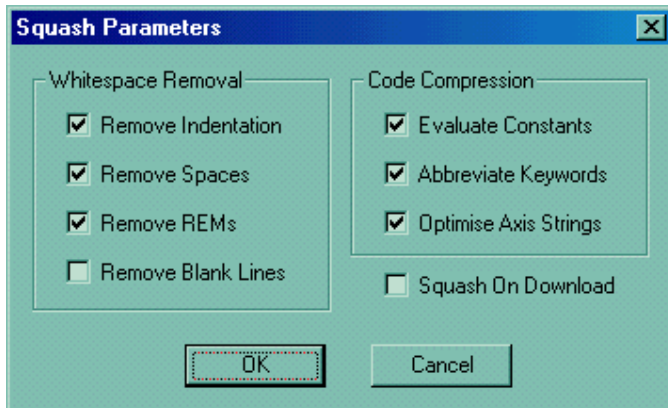 Squash Parameters
Whitespace Removal
Remove Indentation
Remove Spaces
Remove REMs
Remove Blank Lines
Code Compression
Evaluate Constants
Abbreviate Keywords
Optimise Axis Strings
Squash On Download
OK
Cancel